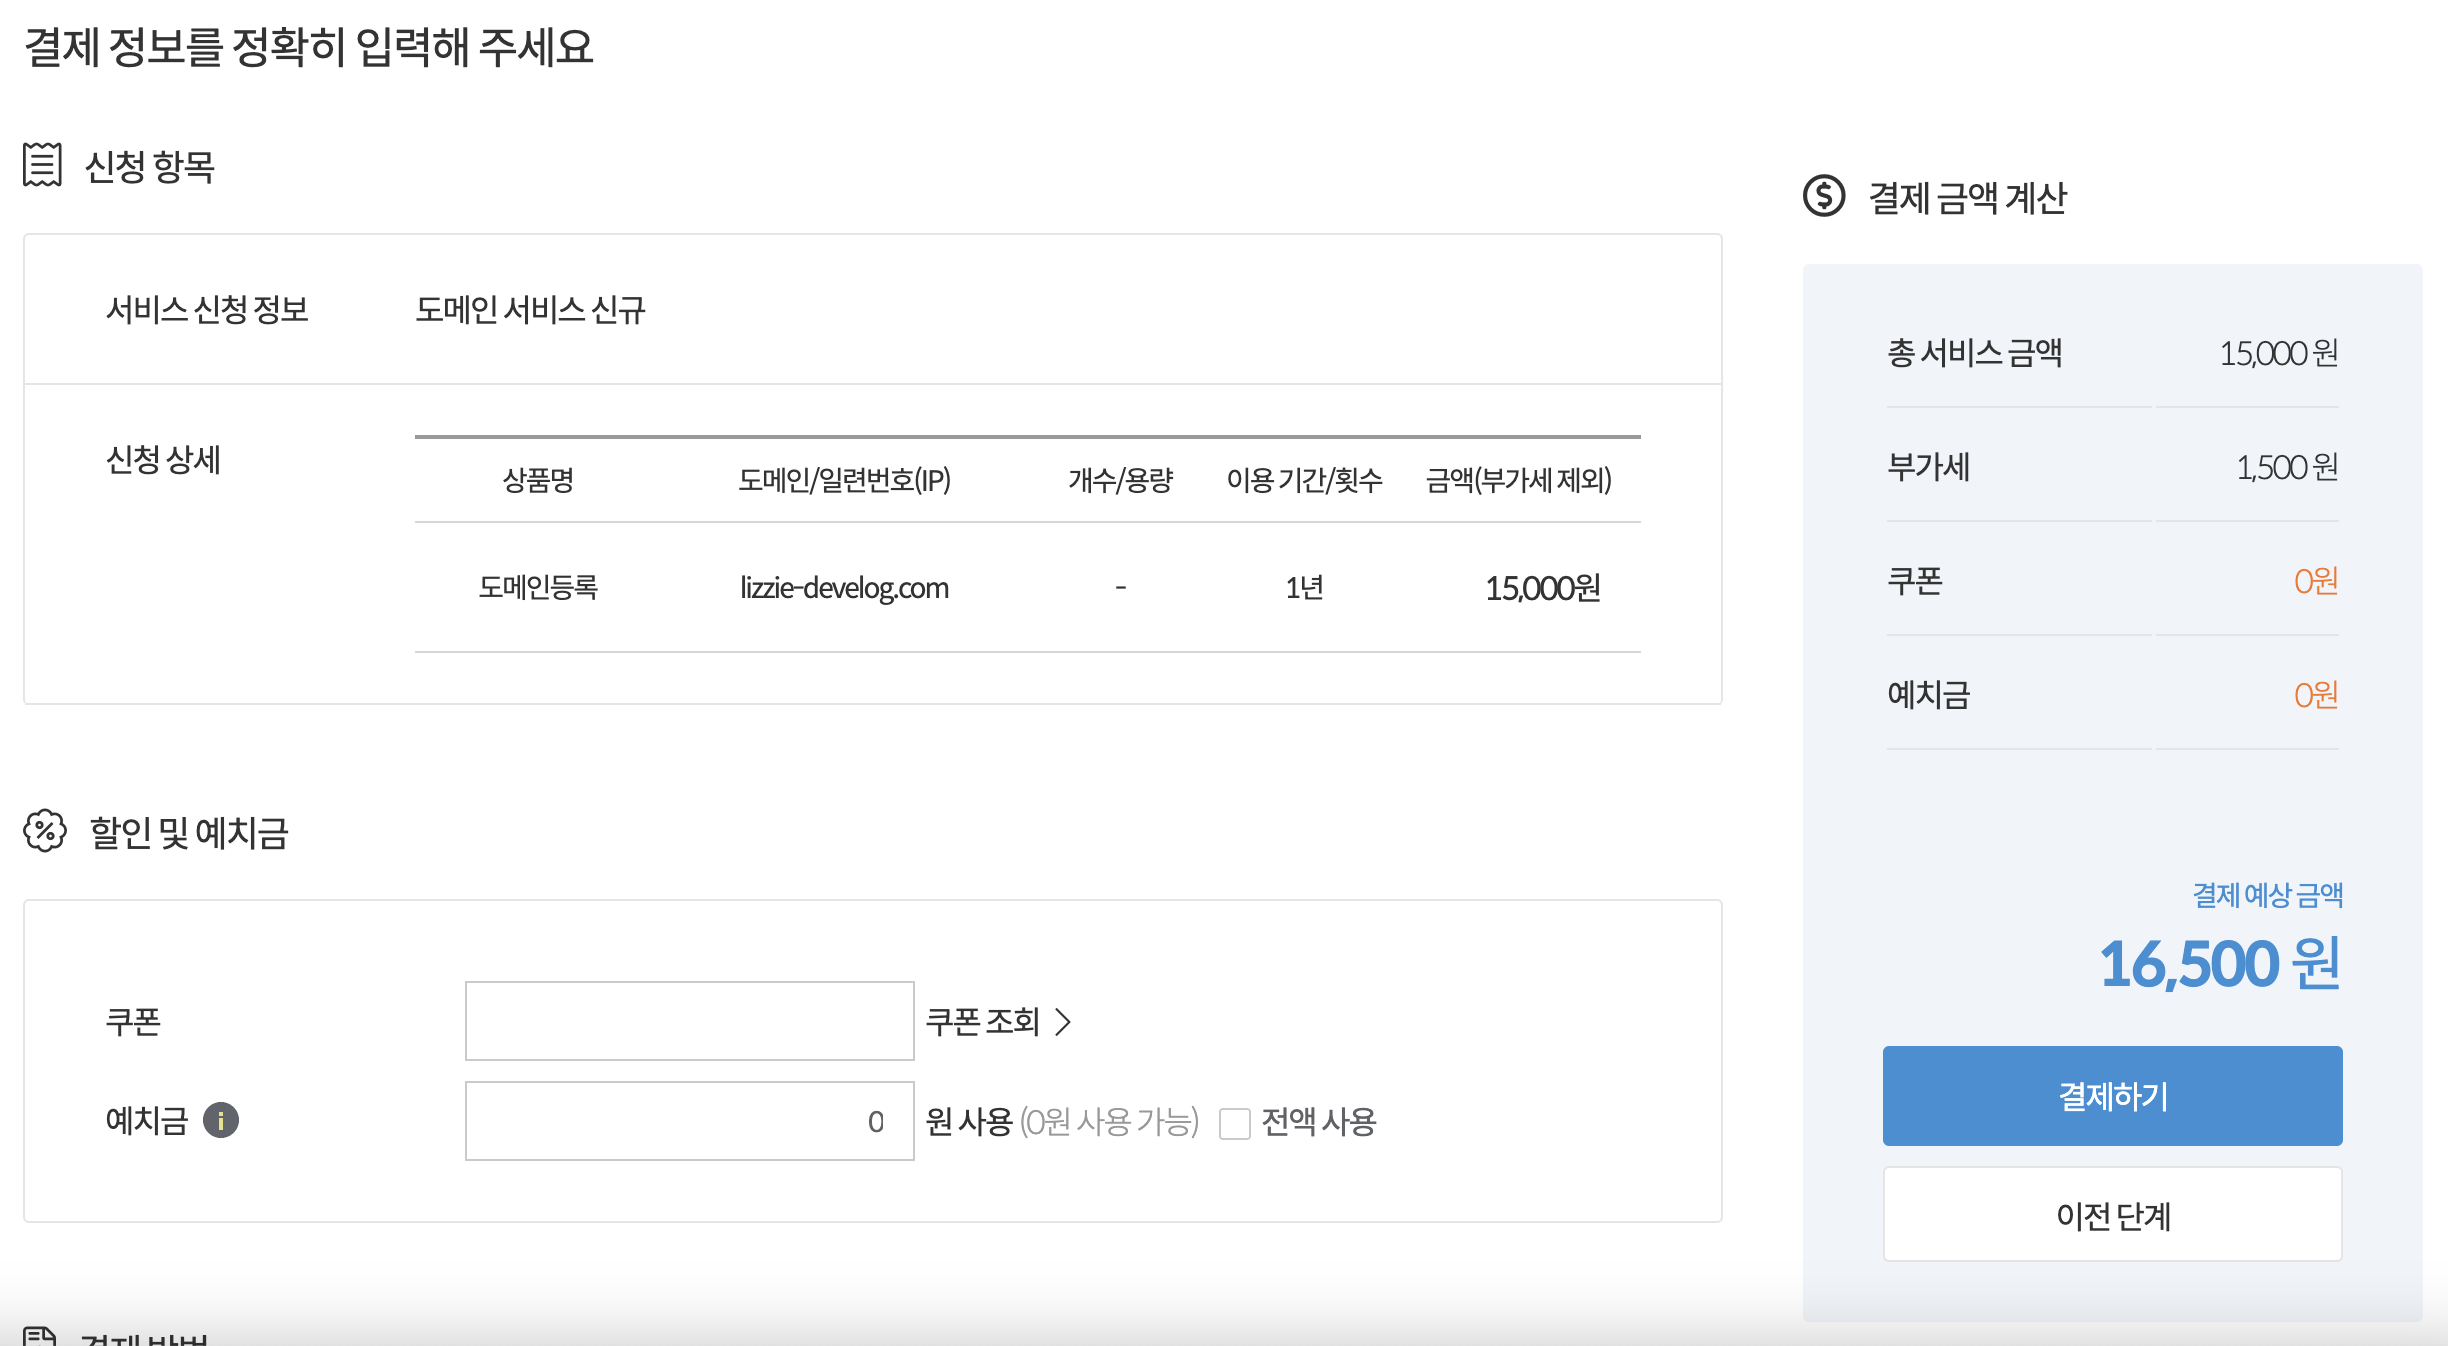 결제 정보를 정확히 입력해 주세요
신청 항목
서비스 신청 정보 도메인 서비스 신규
신청 상세
상품명 도메인/일련번호(IP) 개수/용량 이용 기간/횟수 금액(부가세 제외)
도메인등록 lizzie-develog.com - 1년 15,000원
할인 및 예치금
쿠폰 쿠폰 조회
예치금 0 원 사용 (0원 사용 가능) 전액 사용
결제 방법
결제 금액 계산
총 서비스 금액 15,000 원
부가세 1,500 원
쿠폰 0원
예치금 0원
결제 예상 금액
16,500 원
결제하기
이전 단계